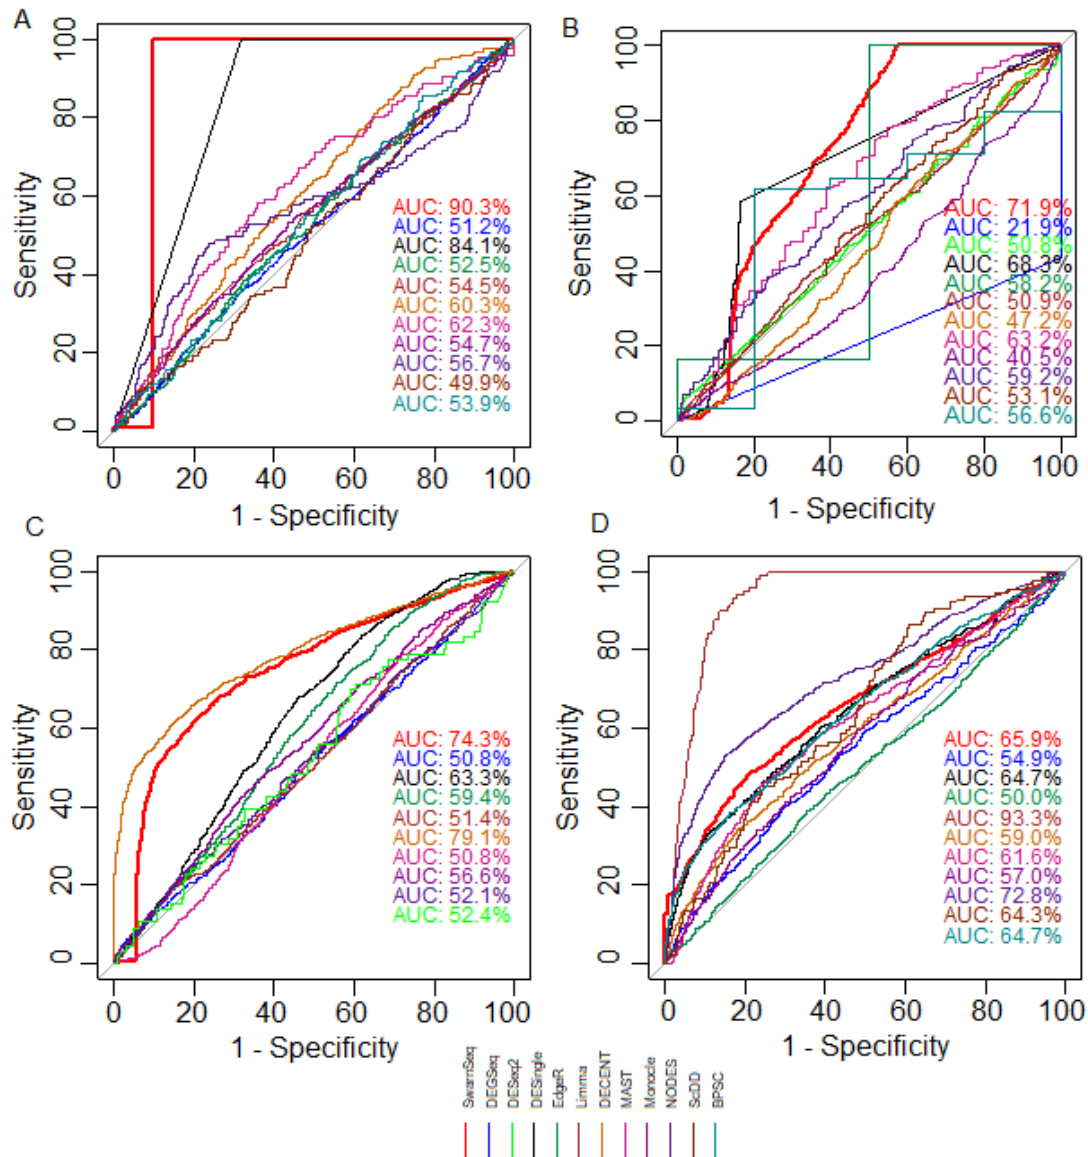 A
Sensitivity
0 20 40 60 80 100
AUC: 90.3%
AUC: 51.2%
AUC: 84.1%
AUC: 52.5%
AUC: 54.5%
AUC: 60.3%
AUC: 62.3%
AUC: 54.7%
AUC: 56.7%
AUC: 49.9%
AUC: 53.9%
0 20 40 60 80 100
1 - Specificity
B
Sensitivity
0 20 40 60 80 100
AUC: 71.9%
AUC: 21.9%
AUC: 50.8%
AUC: 68.3%
AUC: 58.2%
AUC: 50.9%
AUC: 47.2%
AUC: 63.2%
AUC: 40.5%
AUC: 59.2%
AUC: 53.1%
AUC: 56.6%
0 20 40 60 80 100
1 - Specificity
C
Sensitivity
0 20 40 60 80 100
AUC: 74.3%
AUC: 50.8%
AUC: 63.3%
AUC: 59.4%
AUC: 51.4%
AUC: 79.1%
AUC: 50.8%
AUC: 56.6%
AUC: 52.1%
AUC: 52.4%
0 20 40 60 80 100
1 - Specificity
D
Sensitivity
0 20 40 60 80 100
AUC: 65.9%
AUC: 54.9%
AUC: 64.7%
AUC: 50.0%
AUC: 93.3%
AUC: 59.0%
AUC: 61.6%
AUC: 57.0%
AUC: 72.8%
AUC: 64.3%
AUC: 64.7%
0 20 40 60 80 100
1 - Specificity
SwarnSeq
DEGSeq
DESeq2
DESingle
EdgeR
Limma
DECENT
MAST
Monocle
NODES
ScDD
BPSC